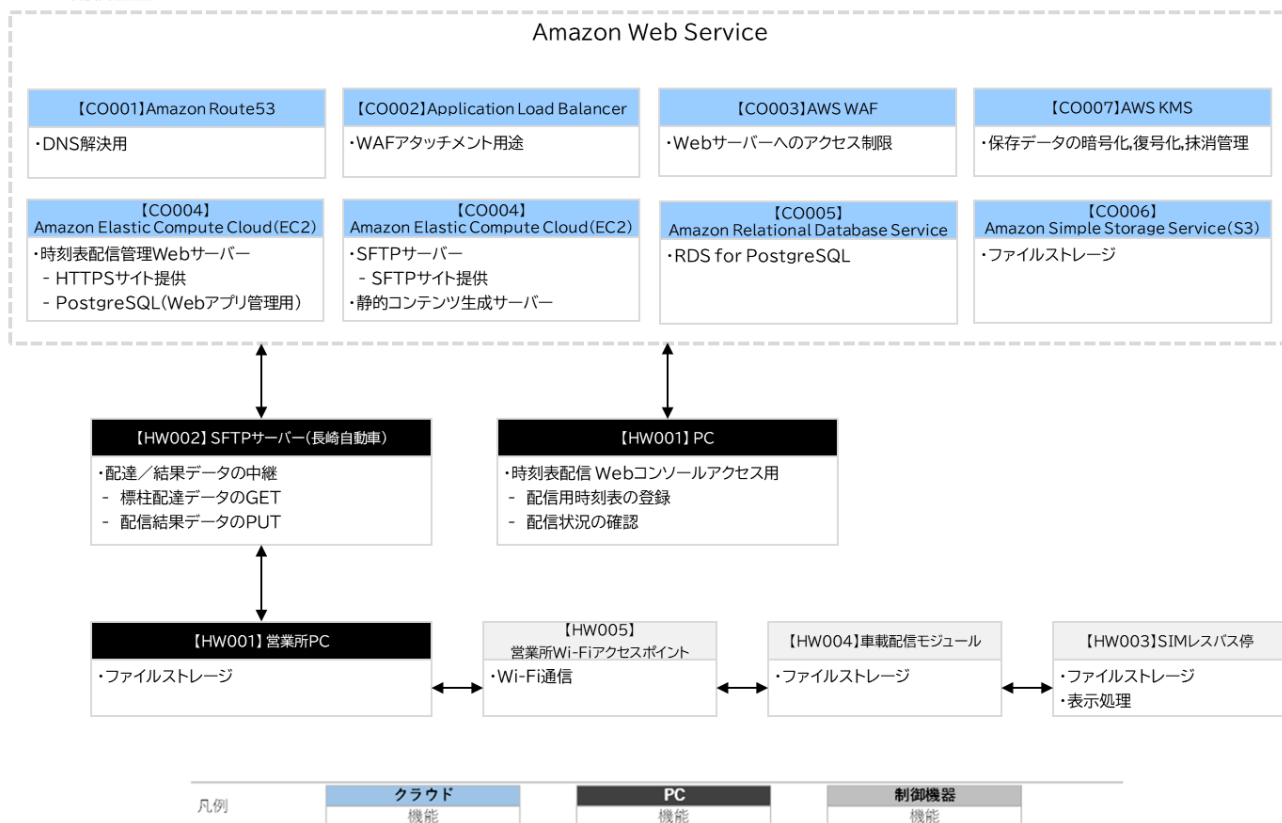 Amazon Web Service
【CO001】Amazon Route53
・DNS解決用
【CO002】Application Load Balancer
・WAFアタッチメント用途
【CO003】AWS WAF
・Webサーバーへのアクセス制限
【CO007】AWS KMS
・保存データの暗号化,復号化,抹消管理
【CO004】
Amazon Elastic Compute Cloud(EC2)
・時刻表配信管理Webサーバー
- HTTPSサイト提供
- PostgreSQL(Webアプリ管理用)
【CO004】
Amazon Elastic Compute Cloud(EC2)
・SFTPサーバー
- SFTPサイト提供
・静的コンテンツ生成サーバー
【CO005】
Amazon Relational Database Service
・RDS for PostgreSQL
【CO006】
Amazon Simple Storage Service(S3)
・ファイルストレージ
【HW002】SFTPサーバー(長崎自動車)
・配達／結果データの中継
- 標柱配達データのGET
- 配信結果データのPUT
【HW001】PC
・時刻表配信 Webコンソールアクセス用
- 配信用時刻表の登録
- 配信状況の確認
【HW001】営業所PC
・ファイルストレージ
【HW005】
営業所Wi-Fiアクセスポイント
・Wi-Fi通信
【HW004】車載配信モジュール
・ファイルストレージ
【HW003】SIMレスバス停
・ファイルストレージ
・表示処理
凡例
クラウド
機能
PC
機能
制御機器
機能